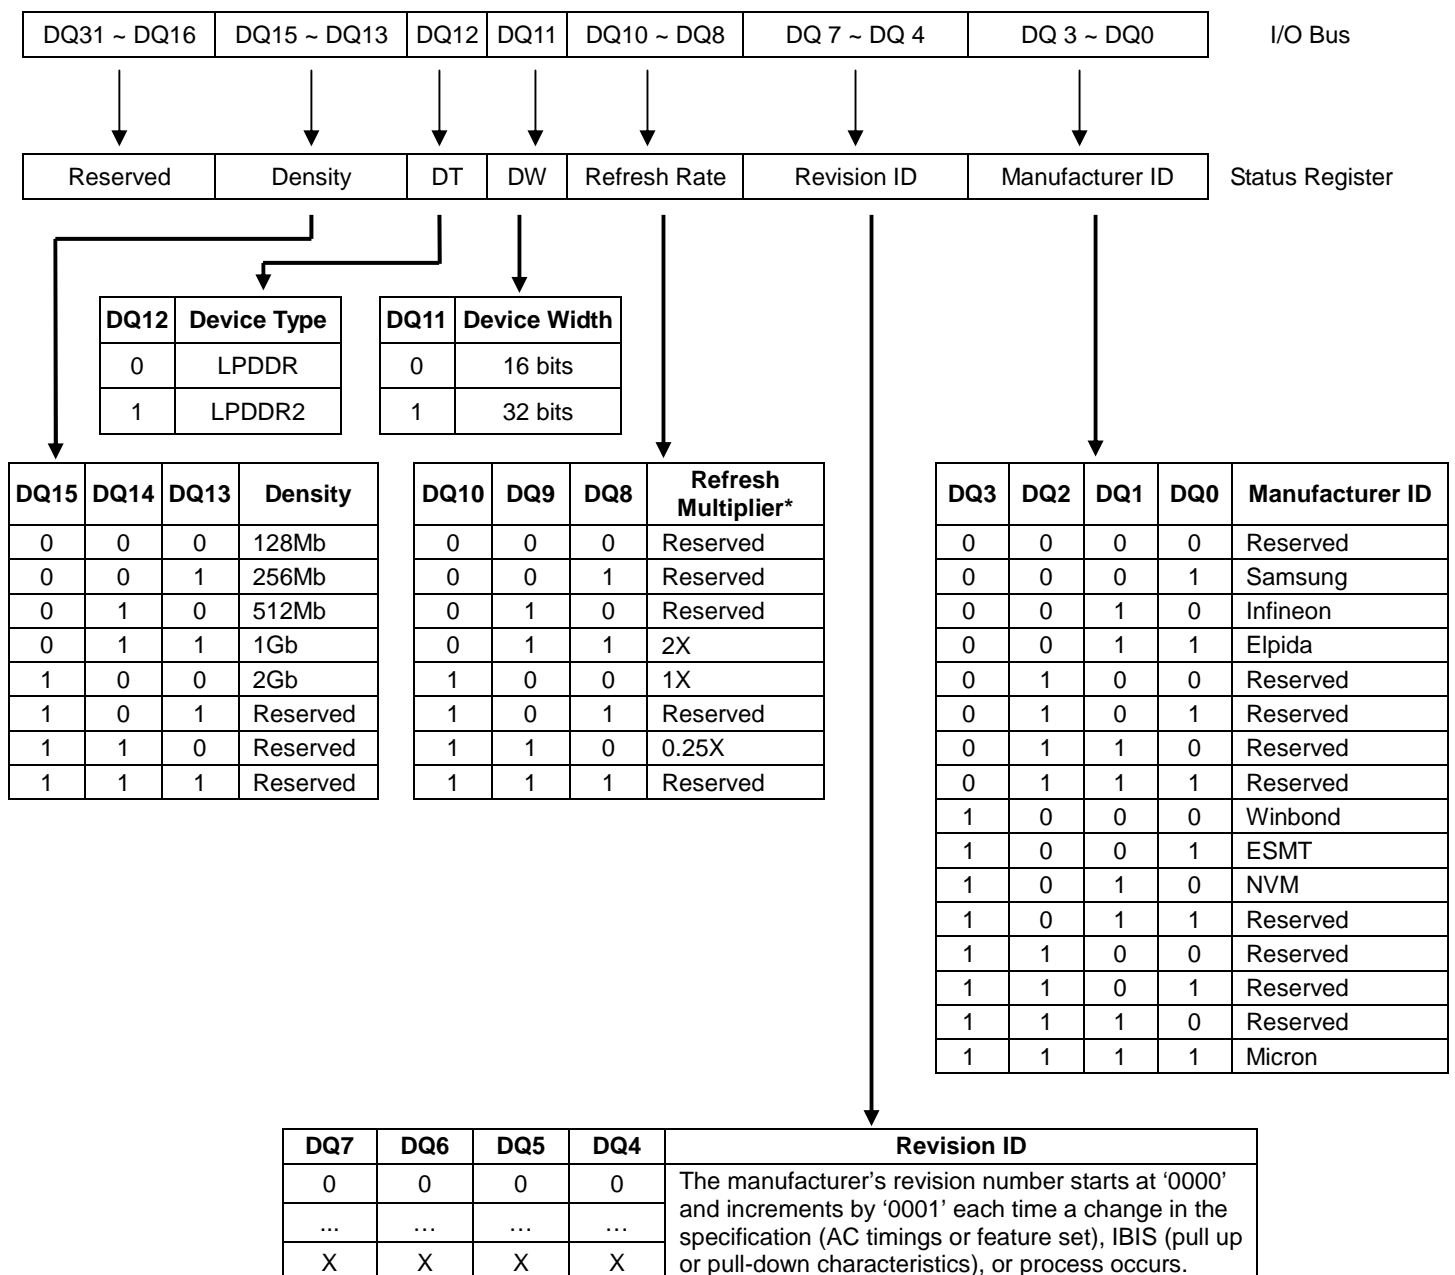 DQ31 ~ DQ16 DQ15 ~ DQ13 DQ12 DQ11 DQ10 ~ DQ8 DQ 7 ~ DQ 4 DQ 3 ~ DQ0 I/O Bus
Reserved Density DT DW Refresh Rate Revision ID Manufacturer ID Status Register
DQ12 Device Type
0 LPDDR
1 LPDDR2
DQ11 Device Width
0 16 bits
1 32 bits
DQ15 DQ14 DQ13 Density
0 0 0 128Mb
0 0 1 256Mb
0 1 0 512Mb
0 1 1 1Gb
1 0 0 2Gb
1 0 1 Reserved
1 1 0 Reserved
1 1 1 Reserved
DQ10 DQ9 DQ8 Refresh
Multiplier*
0 0 0 Reserved
0 0 1 Reserved
0 1 0 Reserved
0 1 1 2X
1 0 0 1X
1 0 1 Reserved
1 1 0 0.25X
1 1 1 Reserved
DQ3 DQ2 DQ1 DQ0 Manufacturer ID
0 0 0 0 Reserved
0 0 0 1 Samsung
0 0 1 0 Infineon
0 0 1 1 Elpida
0 1 0 0 Reserved
0 1 0 1 Reserved
0 1 1 0 Reserved
0 1 1 1 Reserved
1 0 0 0 Winbond
1 0 0 1 ESMT
1 0 1 0 NVM
1 0 1 1 Reserved
1 1 0 0 Reserved
1 1 0 1 Reserved
1 1 1 0 Reserved
1 1 1 1 Micron
DQ7 DQ6 DQ5 DQ4 Revision ID
0 0 0 0
... … … …
X X X X
The manufacturer’s revision number starts at ‘0000’
and increments by ‘0001’ each time a change in the
specification (AC timings or feature set), IBIS (pull up
or pull-down characteristics), or process occurs.